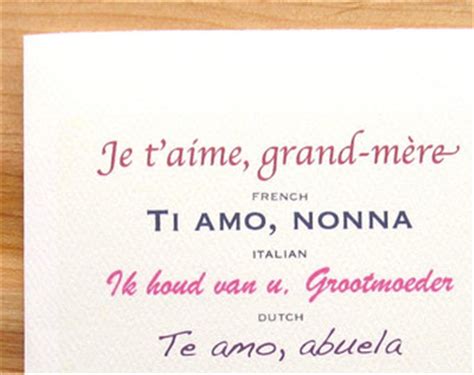 Je t'aime, grand-mère
FRENCH
TI AMO, NONNA
ITALIAN
Ik houd van u, Grootmoeder
DUTCH
Te amo, abuela